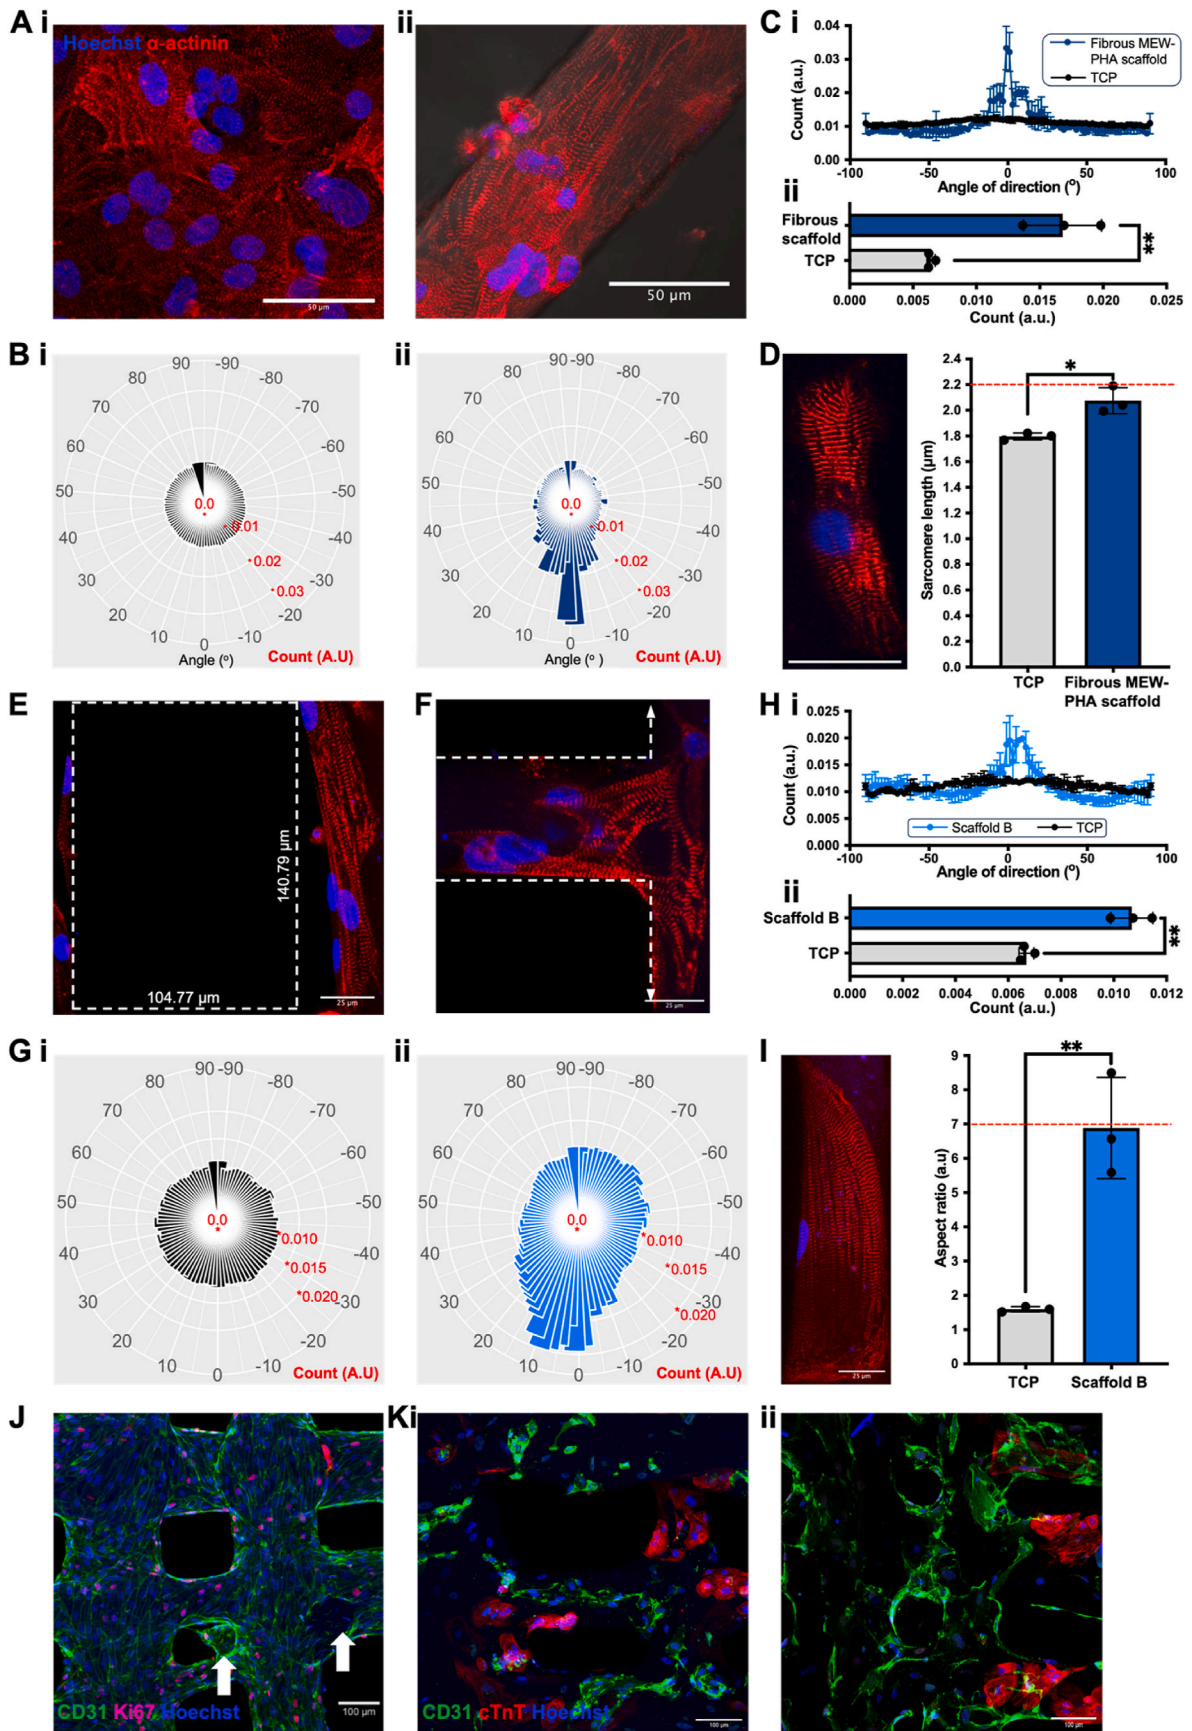 A i
Hoechst α-actinin
50 µm
ii
50 µm
C i
0.04
0.03
0.02
0.01
0.00
Count (a.u.)
Fibrous MEW-
PHA scaffold
TCP
-100
-50
0
50
100
Angle of direction (o)
ii
Fibrous
scaffold
TCP
**
0.000
0.005
0.010
0.015
0.020
0.025
Count (a.u.)
B i
90 -90
80
-80
70
-70
60
-60
50
-50
40
-40
30
-30
20
-20
10
-10
0
0.0
*
*0.01
*0.02
*0.03
Angle (o)
Count (A.U)
ii
90 -90
80
-80
70
-70
60
-60
50
-50
40
-40
30
-30
20
-20
10
-10
0
0.0
*
*0.01
*0.02
*0.03
Angle (o)
Count (A.U)
D
Sarcomere length (µm)
2.4
2.2
2.0
1.8
1.6
1.4
1.2
1.0
0.8
0.6
0.4
0.2
0.0
*
TCP
Fibrous MEW-
PHA scaffold
E
140.79 µm
104.77 µm
25 µm
F
25 µm
H i
0.025
0.020
0.015
0.010
0.005
0.000
Count (a.u.)
Scaffold B
TCP
-100
-50
0
50
100
Angle of direction (o)
ii
Scaffold B
TCP
**
0.000
0.002
0.004
0.006
0.008
0.010
0.012
Count (a.u.)
G i
90 -90
80
-80
70
-70
60
-60
50
-50
40
-40
30
-30
20
-20
10
-10
0
0.0
*
*0.010
*0.015
*0.020
Count (A.U)
ii
90 -90
80
-80
70
-70
60
-60
50
-50
40
-40
30
-30
20
-20
10
-10
0
0.0
*
*0.010
*0.015
*0.020
Count (A.U)
I
25 µm
Aspect ratio (a.u)
9
8
7
6
5
4
3
2
1
0
**
TCP
Scaffold B
J
CD31 Ki67 Hoechst
100 µm
Ki
CD31 cTnT Hoechst
100 µm
ii
100 µm